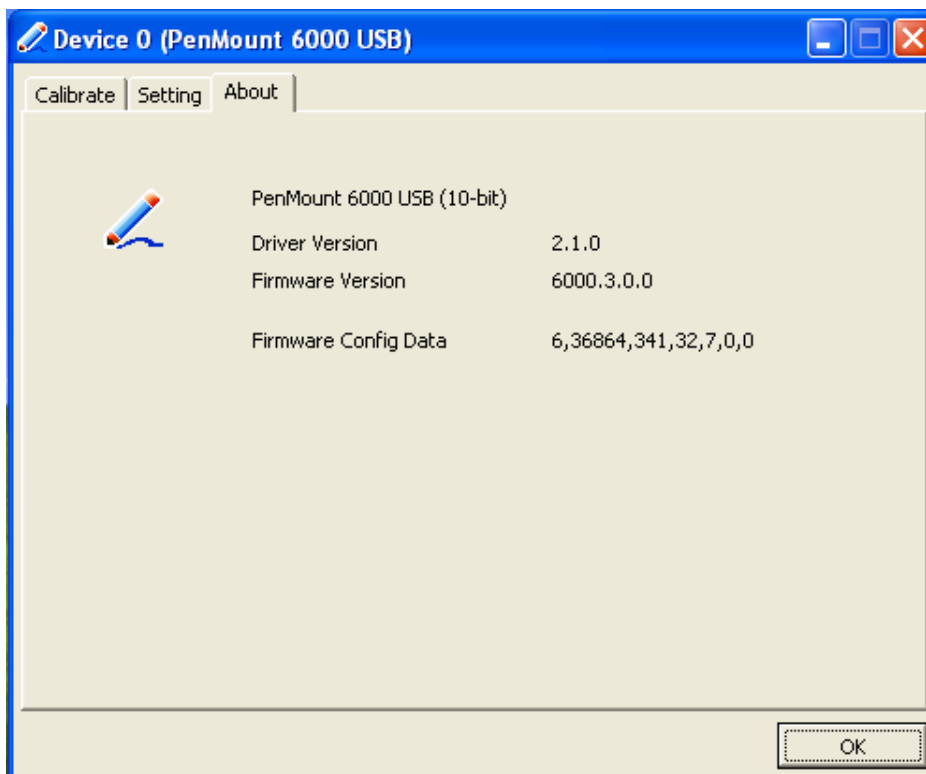 Device 0 (PenMount 6000 USB)
Calibrate Setting About
PenMount 6000 USB (10-bit)
Driver Version 2.1.0
Firmware Version 6000.3.0.0
Firmware Config Data 6,36864,341,32,7,0,0
OK